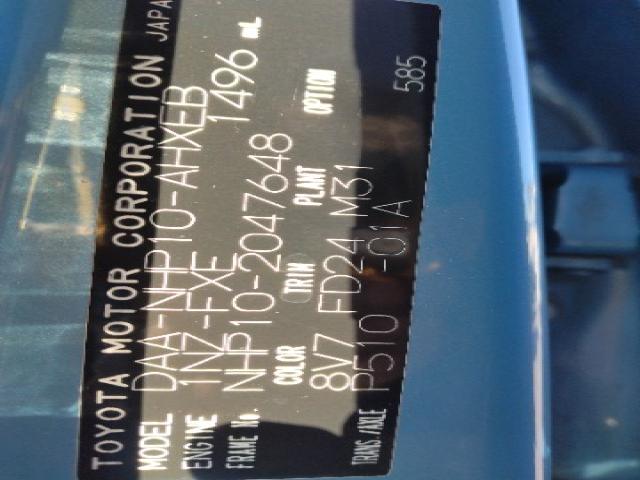 TOYOTA MOTOR CORPORATION JAPAN
MODEL DAA-NHP10-AHXEB
ENGINE 1NZ-FXE 1496 mL
FRAME No. NHP10-2047648
COLOR TRIM PLANT OPTION
8V7 FD24 M31
TRANS./AXLE P510 -01A 585